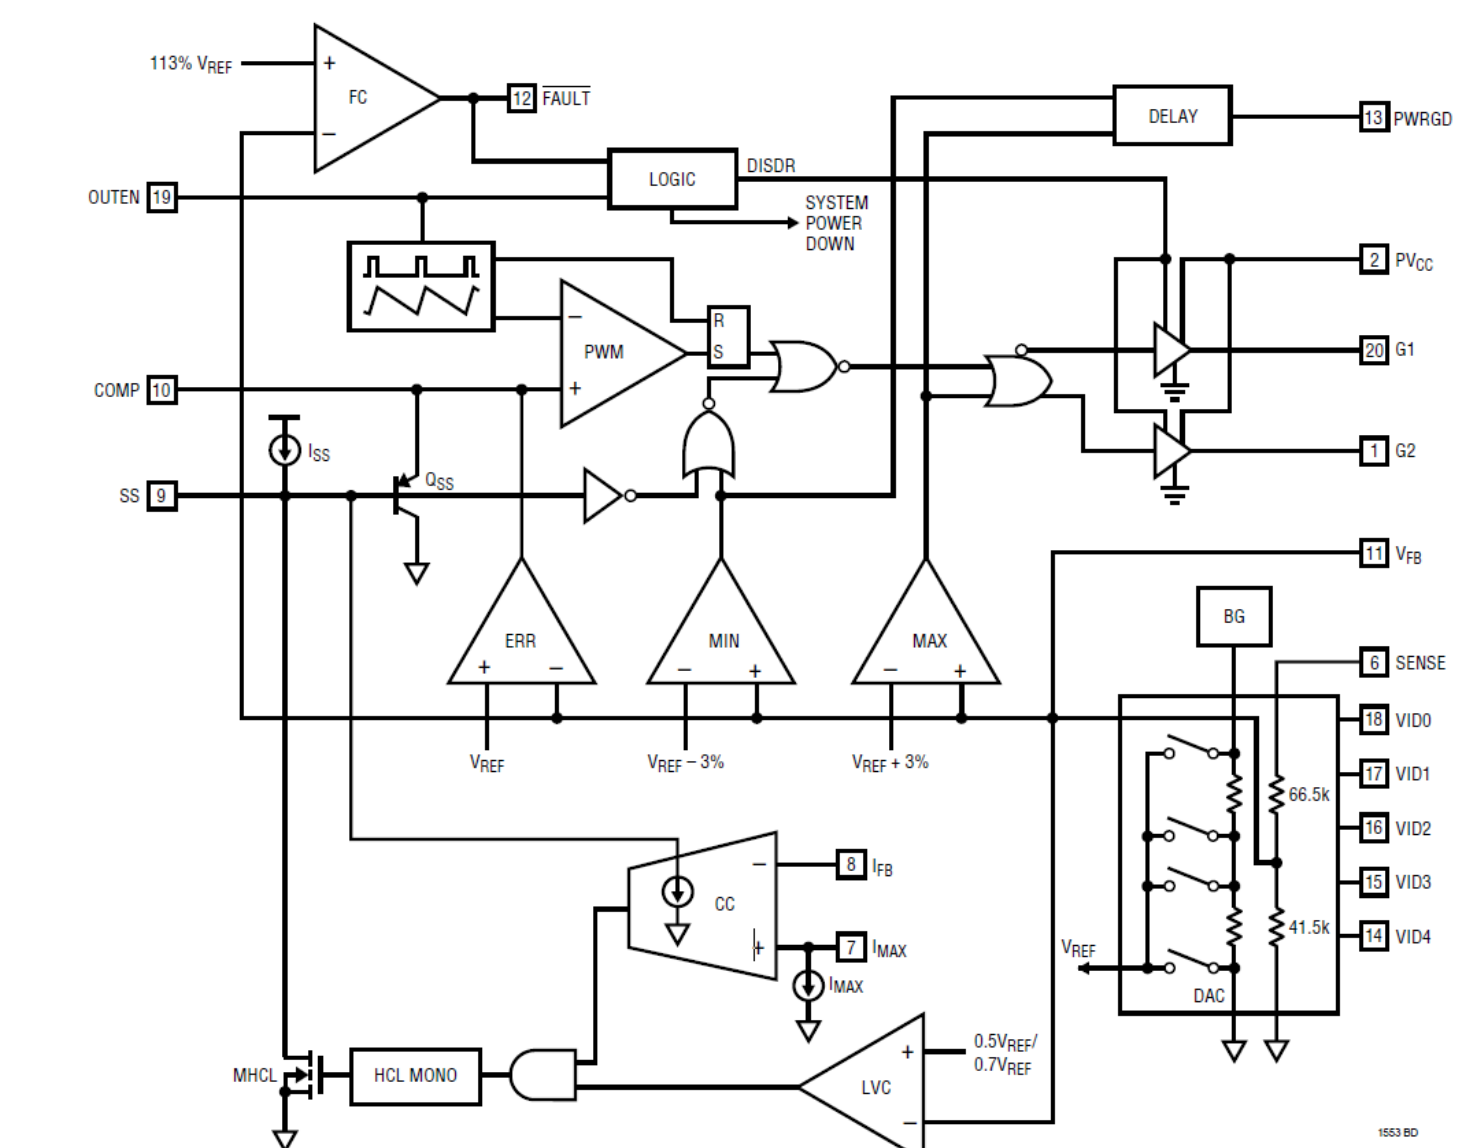 113% VREF
+
FC
−
12 FAULT
DELAY
13 PWRGD
OUTEN 19
LOGIC
DISDR
SYSTEM
POWER
DOWN
2 PVCC
−
PWM
+
R
S
20 G1
COMP 10
ISS
QSS
1 G2
SS 9
11 VFB
BG
ERR
+ −
MIN
− +
MAX
− +
6 SENSE
VREF
VREF – 3%
VREF + 3%
18 VID0
17 VID1
66.5k
16 VID2
15 VID3
41.5k
14 VID4
VREF
DAC
−
8 IFB
CC
+
7 IMAX
IMAX
MHCL
HCL MONO
+
LVC
−
0.5VREF/
0.7VREF
1553 BD